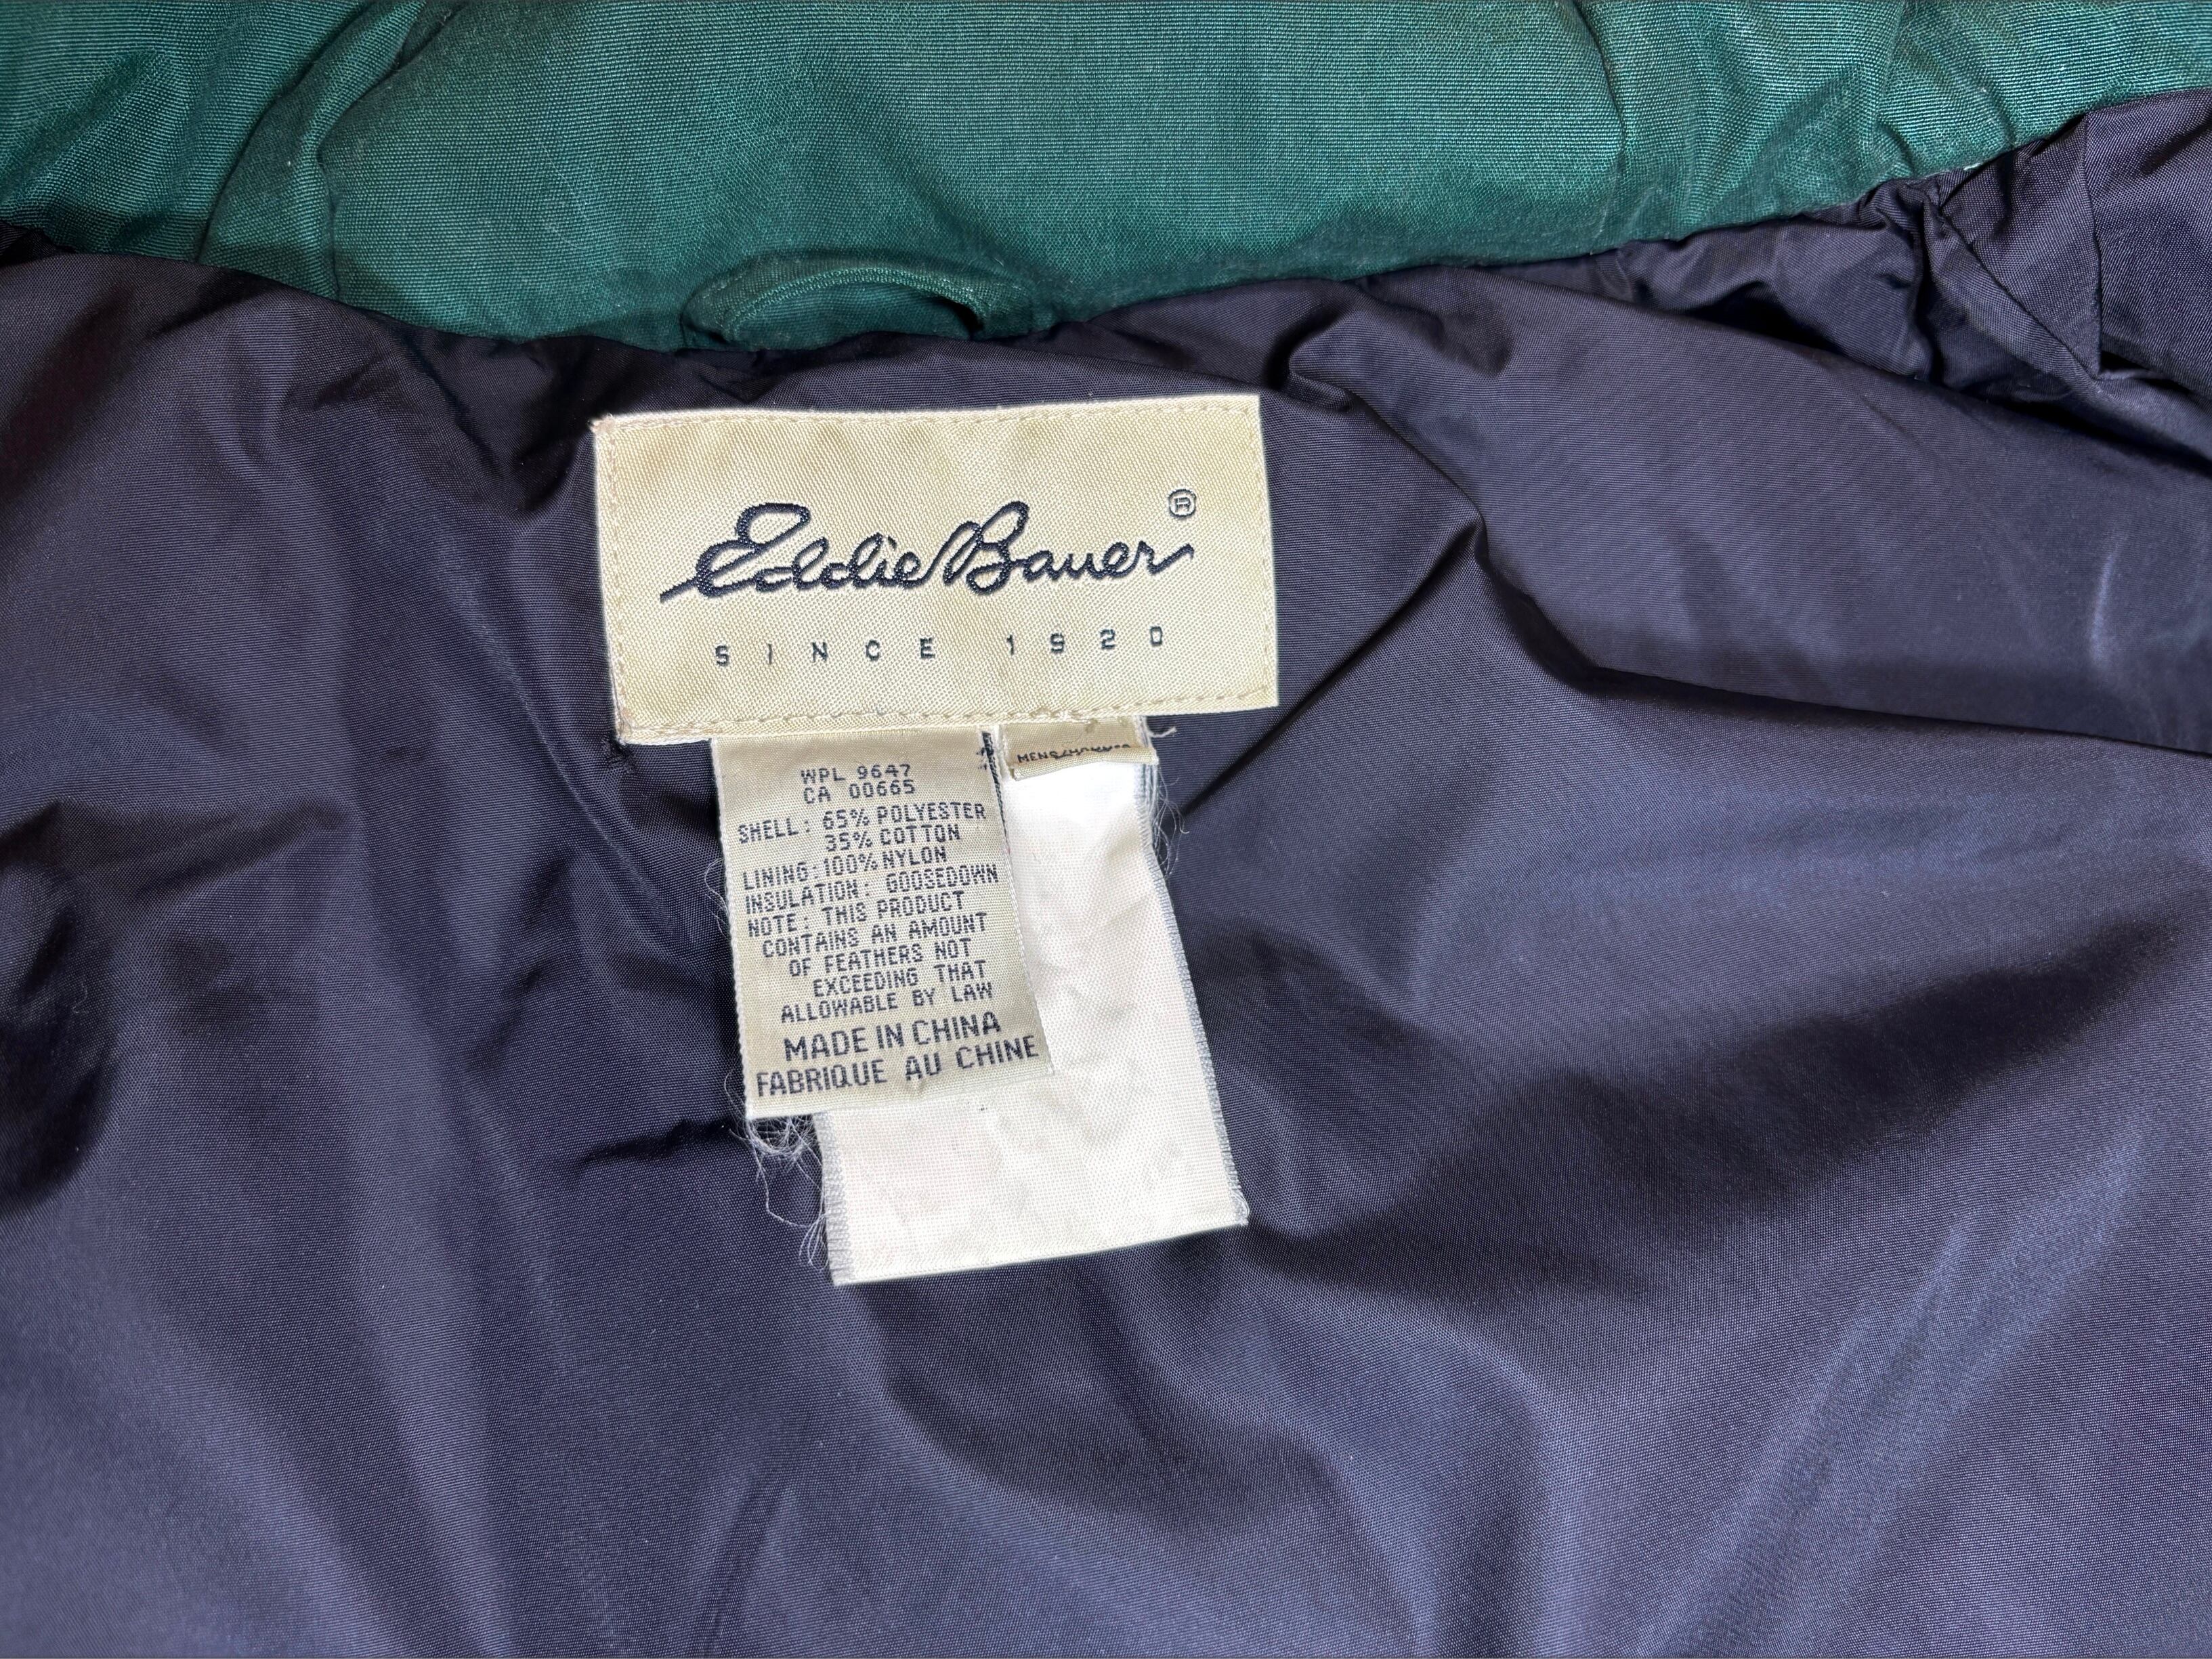 Eddie Bauer®
SINCE 1920
WPL 9647
CA 00665
SHELL: 65% POLYESTER
35% COTTON
LINING: 100% NYLON
INSULATION: GOOSEDOWN
NOTE: THIS PRODUCT
CONTAINS AN AMOUNT
OF FEATHERS NOT
EXCEEDING THAT
ALLOWABLE BY LAW
MADE IN CHINA
FABRIQUE AU CHINE